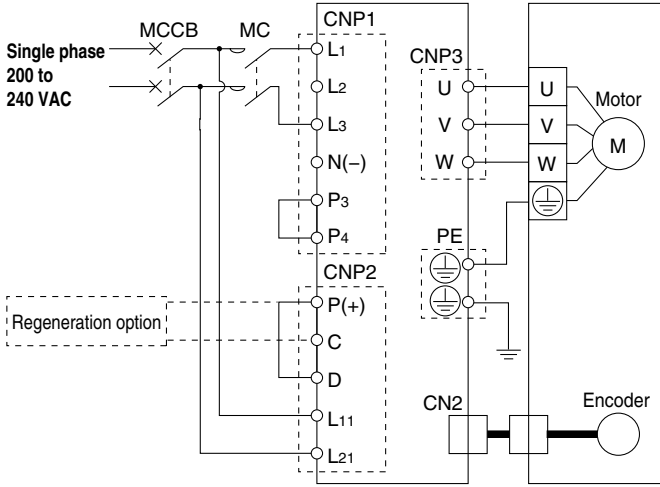 MCCB
MC
CNP1
Single phase
200 to
240 VAC
L1
L2
L3
N(−)
P3
P4
CNP3
U
V
W
U
V
W
Motor
M
PE
CNP2
Regeneration option
P(+)
C
D
L11
L21
CN2
Encoder